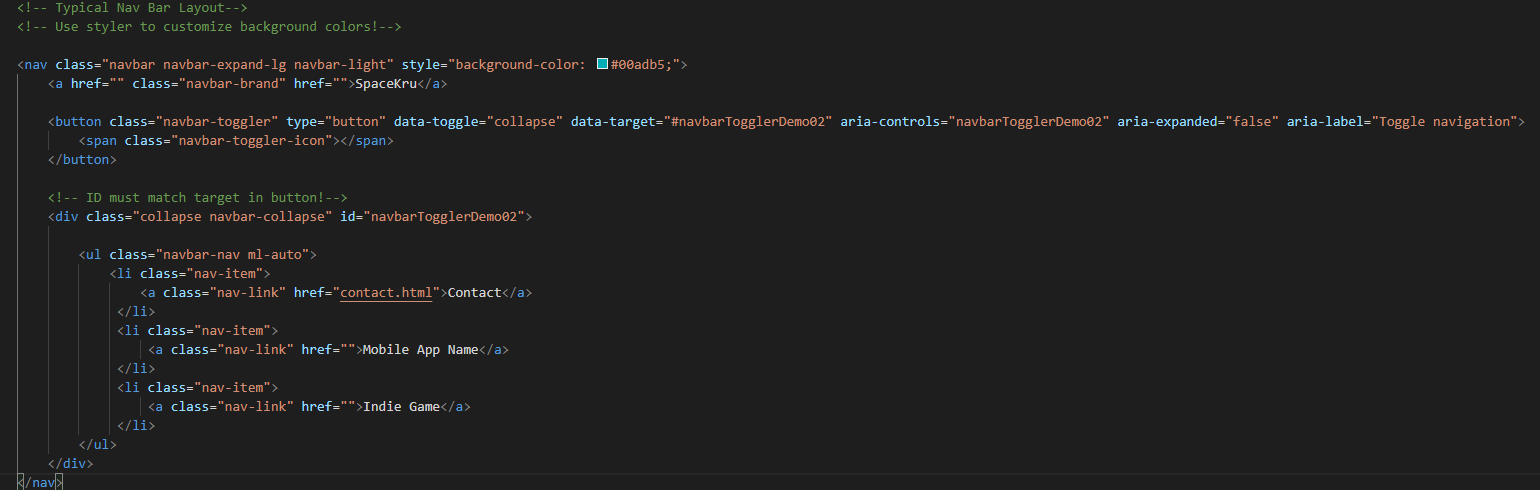 <!-- Typical Nav Bar Layout-->
<!-- Use styler to customize background colors!-->
<nav class="navbar navbar-expand-lg navbar-light" style="background-color: #00adb5;">
<a href="" class="navbar-brand" href="">SpaceKru</a>
<button class="navbar-toggler" type="button" data-toggle="collapse" data-target="#navbarTogglerDemo02" aria-controls="navbarTogglerDemo02" aria-expanded="false" aria-label="Toggle navigation">
<span class="navbar-toggler-icon"></span>
</button>
<!-- ID must match target in button!-->
<div class="collapse navbar-collapse" id="navbarTogglerDemo02">
<ul class="navbar-nav ml-auto">
<li class="nav-item">
<a class="nav-link" href="contact.html">Contact</a>
</li>
<li class="nav-item">
<a class="nav-link" href="">Mobile App Name</a>
</li>
<li class="nav-item">
<a class="nav-link" href="">Indie Game</a>
</li>
</ul>
</div>
</nav>